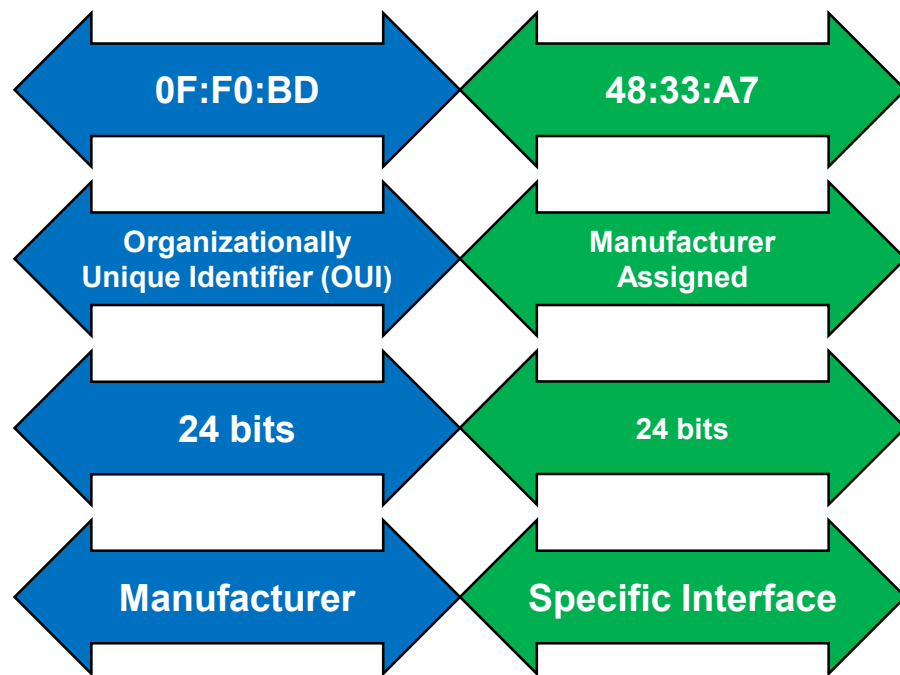 0F:F0:BD
48:33:A7
Organizationally
Unique Identifier (OUI)
Manufacturer
Assigned
24 bits
24 bits
Manufacturer
Specific Interface